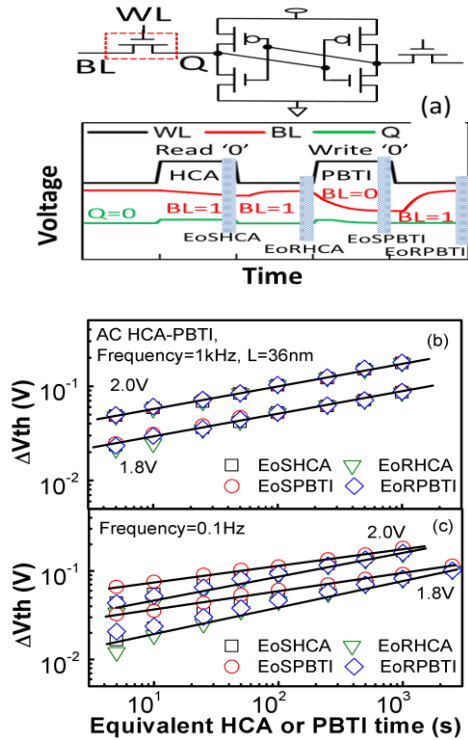 WL
BL
Q
(a)
WL BL Q
Read '0' Write '0'
HCA PBTI
BL=0
Q=0 BL=1 BL=1 BL=1
EoSHCA EoSPBTI
EoRHCA EoRPBTI
Voltage
Time
AC HCA-PBTI, (b)
Frequency=1kHz, L=36nm
2.0V
1.8V
10⁻¹
10⁻²
ΔVth (V)
EoSHCA EoRHCA
EoSPBTI EoRPBTI
Frequency=0.1Hz (c)
2.0V
1.8V
10⁻¹
10⁻²
ΔVth (V)
EoSHCA EoRHCA
EoSPBTI EoRPBTI
10¹ 10² 10³
Equivalent HCA or PBTI time (s)